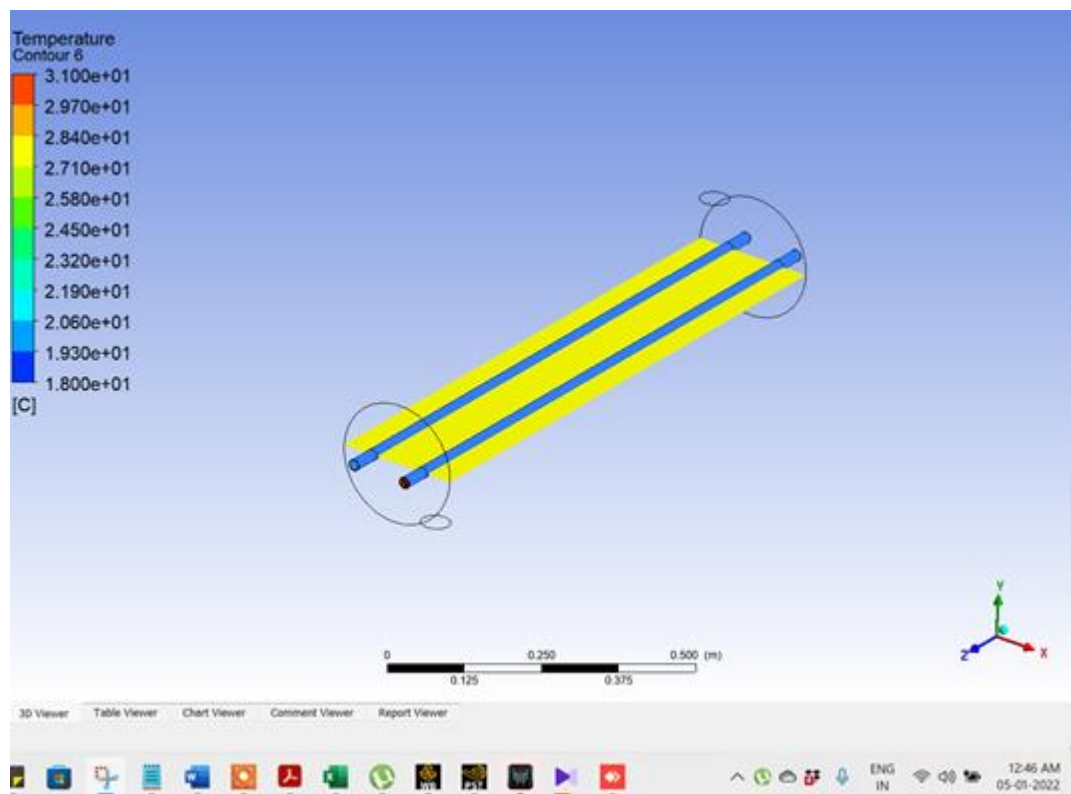 Temperature
Contour 6
3.100e+01
2.970e+01
2.840e+01
2.710e+01
2.580e+01
2.450e+01
2.320e+01
2.190e+01
2.060e+01
1.930e+01
1.800e+01
[C]
0 0.250 0.500 (m)
0.125 0.375
Y
Z X
3D Viewer Table Viewer Chart Viewer Comment Viewer Report Viewer
ENG 12:46 AM
IN 05-01-2022